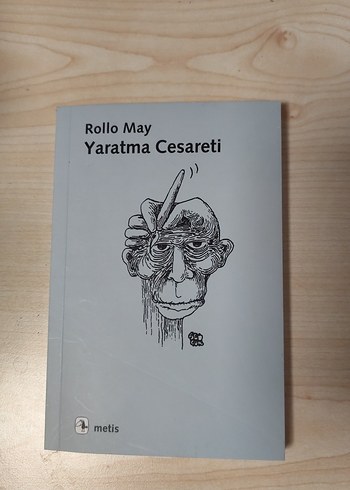 Rollo May
Yaratma Cesareti
metis